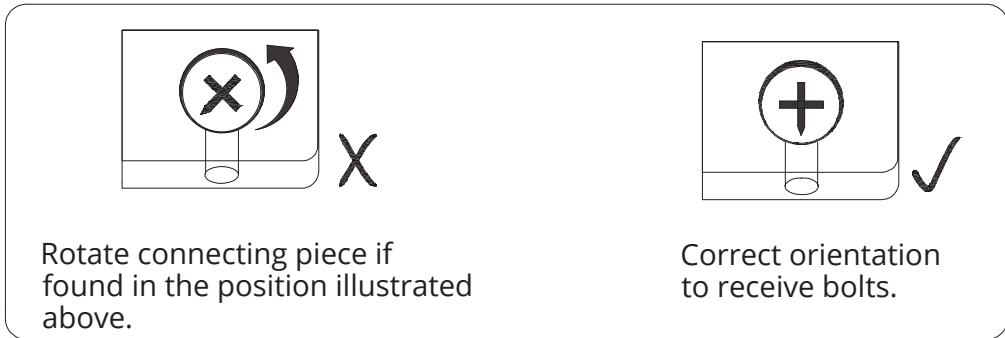 Rotate connecting piece if
found in the position illustrated
above.
Correct orientation
to receive bolts.